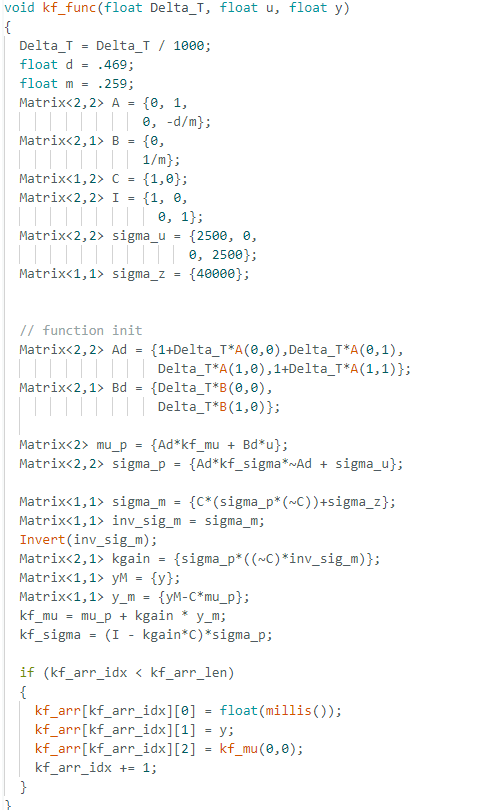 void kf_func(float Delta_T, float u, float y)
{
  Delta_T = Delta_T / 1000;
  float d = .469;
  float m = .259;
  Matrix<2,2> A = {0, 1,
                  0, -d/m};
  Matrix<2,1> B = {0,
                  1/m};
  Matrix<1,2> C = {1,0};
  Matrix<2,2> I = {1, 0,
                    0, 1};
  Matrix<2,2> sigma_u = {2500, 0,
                        0, 2500};
  Matrix<1,1> sigma_z = {40000};
  // function init
  Matrix<2,2> Ad = {1+Delta_T*A(0,0),Delta_T*A(0,1),
                    Delta_T*A(1,0),1+Delta_T*A(1,1)};
  Matrix<2,1> Bd = {Delta_T*B(0,0),
                    Delta_T*B(1,0)};
  Matrix<2> mu_p = {Ad*kf_mu + Bd*u};
  Matrix<2,2> sigma_p = {Ad*kf_sigma*~Ad + sigma_u};
  Matrix<1,1> sigma_m = {C*(sigma_p*(~C))+sigma_z};
  Matrix<1,1> inv_sig_m = sigma_m;
  Invert(inv_sig_m);
  Matrix<2,1> kgain = {sigma_p*((~C)*inv_sig_m)};
  Matrix<1,1> yM = {y};
  Matrix<1,1> y_m = {yM-C*mu_p};
  kf_mu = mu_p + kgain * y_m;
  kf_sigma = (I - kgain*C)*sigma_p;
  if (kf_arr_idx < kf_arr_len)
  {
    kf_arr[kf_arr_idx][0] = float(millis());
    kf_arr[kf_arr_idx][1] = y;
    kf_arr[kf_arr_idx][2] = kf_mu(0,0);
    kf_arr_idx += 1;
  }
}